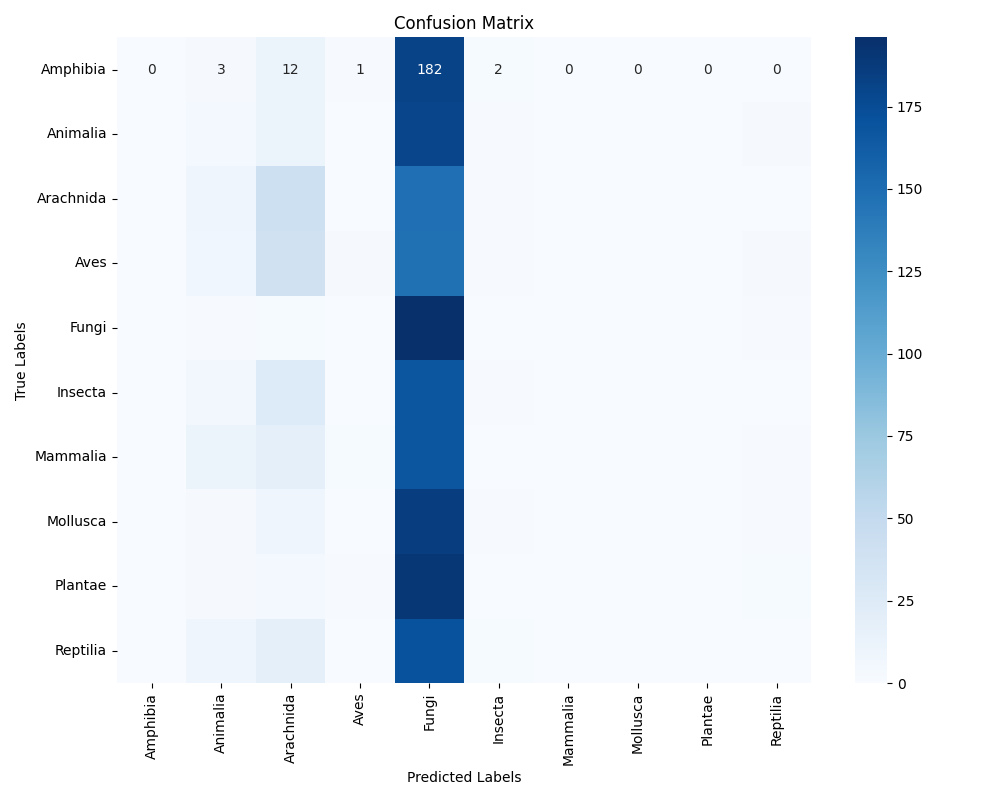 Confusion Matrix
Amphibia 0 3 12 1 182 2 0 0 0 0
Animalia
Arachnida
Aves
Fungi
Insecta
Mammalia
Mollusca
Plantae
Reptilia
True Labels
Amphibia Animalia Arachnida Aves Fungi Insecta Mammalia Mollusca Plantae Reptilia
Predicted Labels
175
150
125
100
75
50
25
0